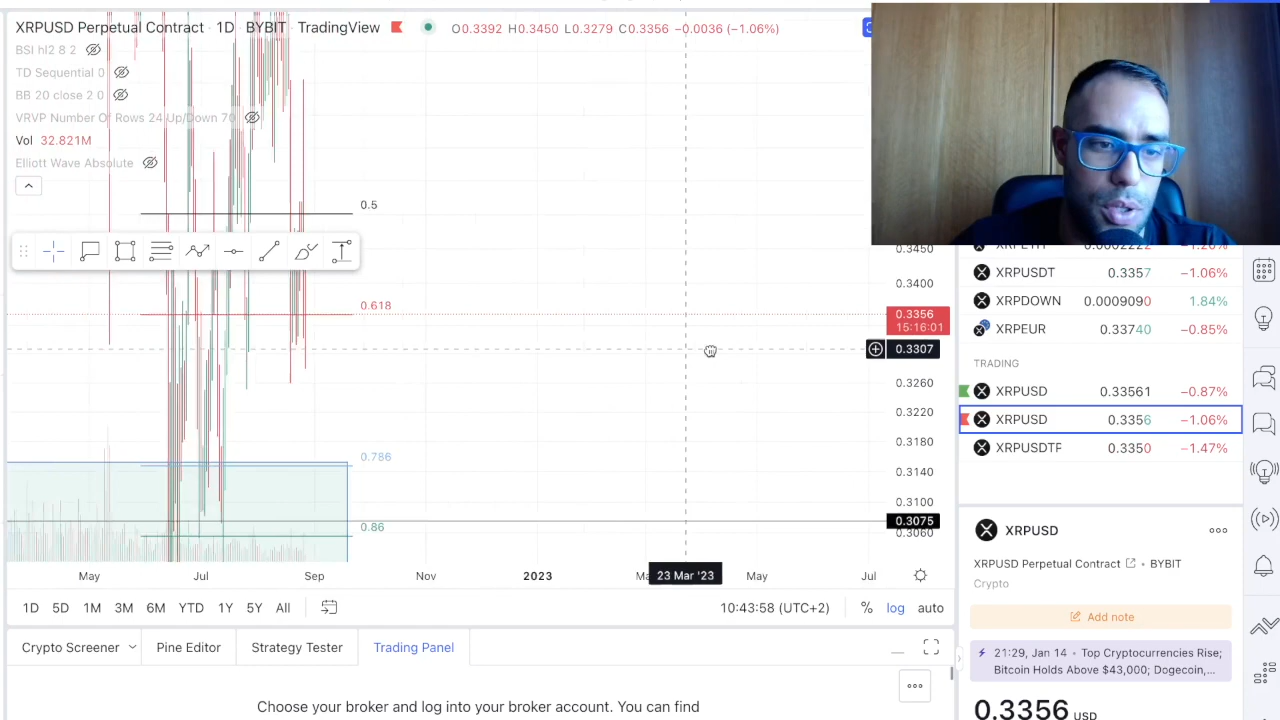 XRPUSD Perpetual Contract · 1D · BYBIT · TradingView O0.3392 H0.3450 L0.3279 C0.3356 −0.0036 (−1.06%)
BSI hl2 8 2
TD Sequential 0
BB 20 close 2 0
VRVP Number Of Rows 24 Up/Down 70
Vol 32.821M
Elliott Wave Absolute
0.5
0.618
0.786
0.86
0.3450
0.3400
0.3356
15:16:01
0.3307
0.3260
0.3220
0.3180
0.3140
0.3100
0.3075
0.3060
May Jul Sep Nov 2023 23 Mar '23 May Jul
1D 5D 1M 3M 6M YTD 1Y 5Y All 10:43:58 (UTC+2) % log auto
Crypto Screener Pine Editor Strategy Tester Trading Panel
Choose your broker and log into your broker account. You can find
XRPUSDT 0.3357 −1.06%
XRPDOWN 0.0009090 1.84%
XRPEUR 0.33740 −0.85%
TRADING
XRPUSD 0.33561 −0.87%
XRPUSD 0.3356 −1.06%
XRPUSDTF 0.3350 −1.47%
XRPUSD
XRPUSD Perpetual Contract • BYBIT
Crypto
Add note
21:29, Jan 14 • Top Cryptocurrencies Rise;
Bitcoin Holds Above $43,000; Dogecoin,...
0.3356 USD